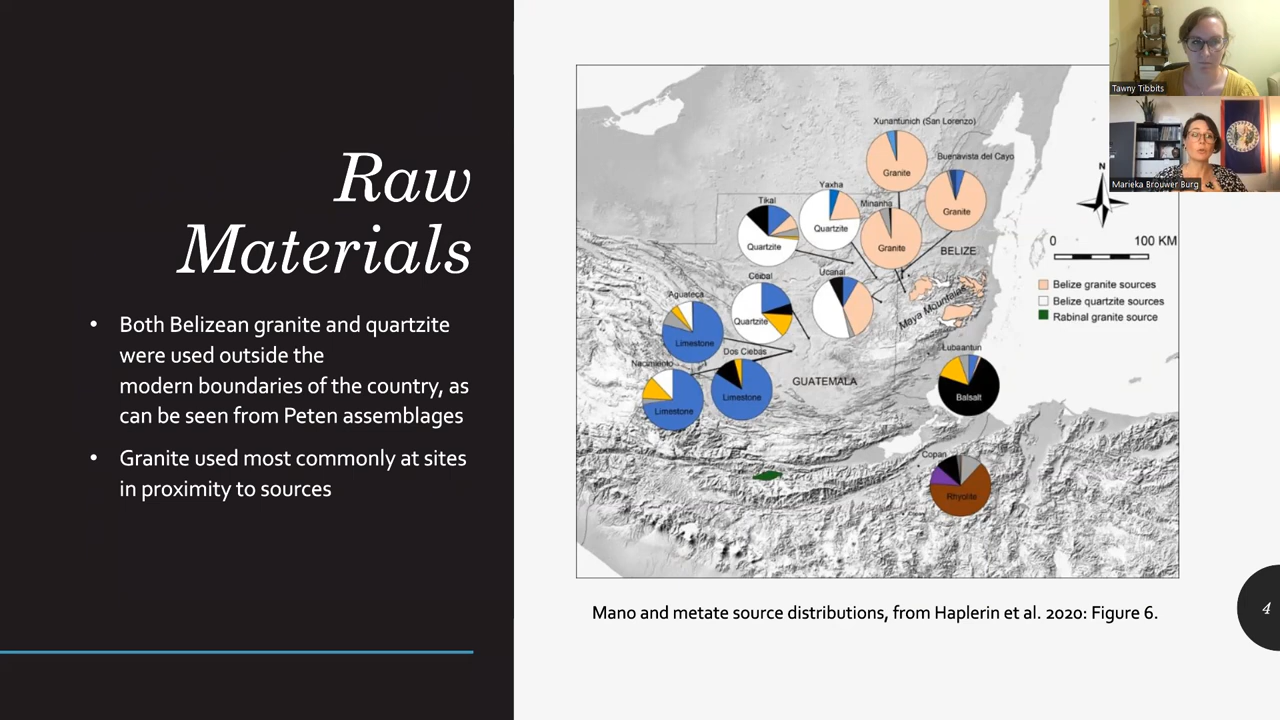 Raw
Materials
• Both Belizean granite and quartzite
were used outside the
modern boundaries of the country, as
can be seen from Peten assemblages
• Granite used most commonly at sites
in proximity to sources
Xunantunich (San Lorenzo)
Granite
Buenavista del Cayo
Granite
Yaxha
Quartzite
Minanha
Granite
Tikal
Quartzite
BELIZE
Ceibal
Quartzite
Ucanal
Aguateca
Limestone
Maya Mountains
Dos Ciebas
Limestone
Nacimiento
Limestone
GUATEMALA
Lubaantun
Balsalt
Copan
Rhyolite
N
0 100 KM
Belize granite sources
Belize quartzite sources
Rabinal granite source
Mano and metate source distributions, from Haplerin et al. 2020: Figure 6.
4
Tawny Tibbits
Marieka Brouwer Burg